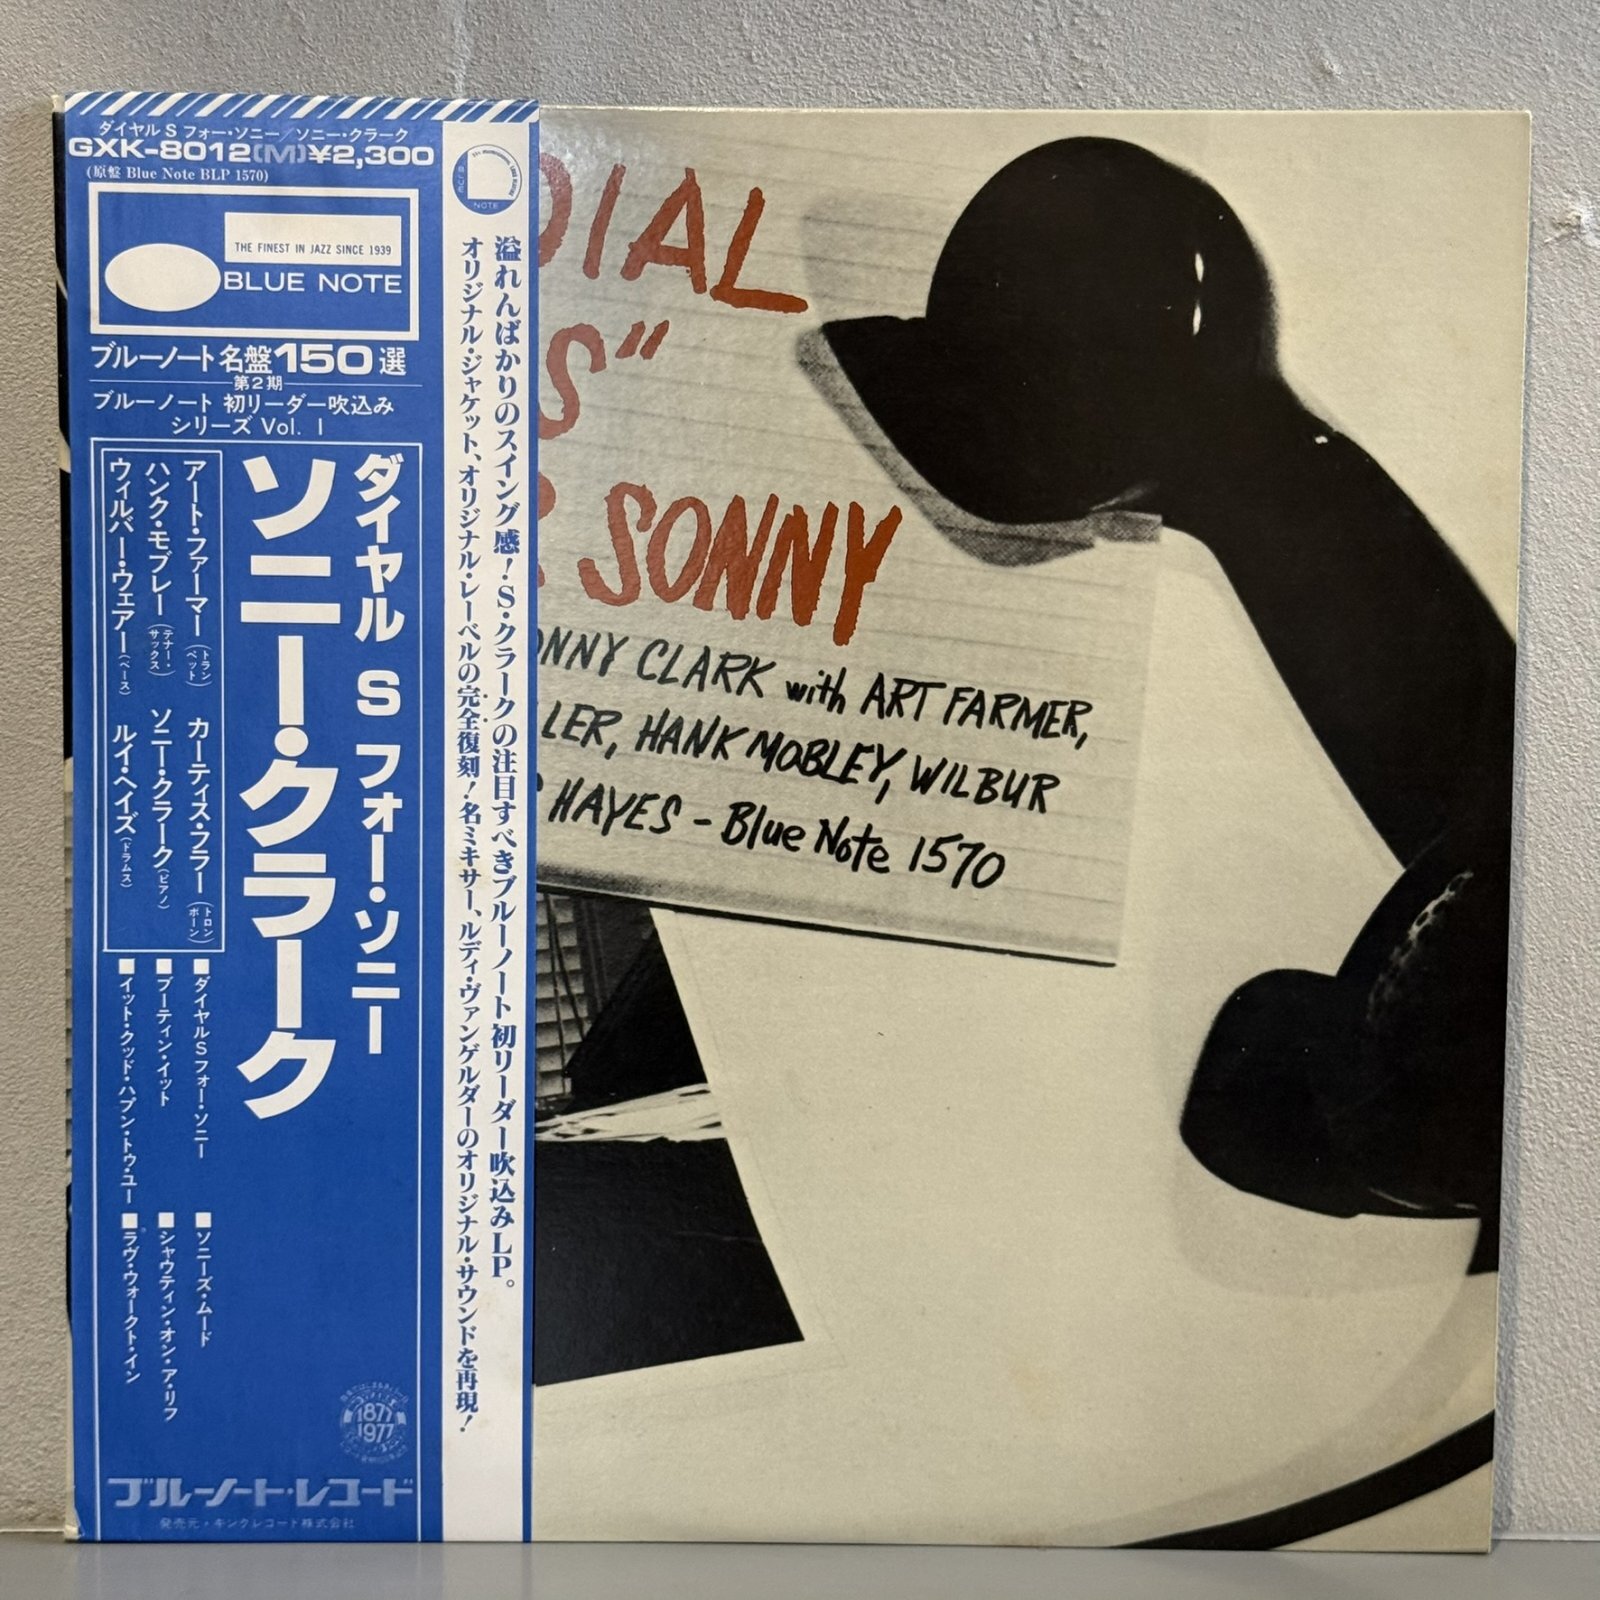 ダイヤル S フォー・ソニー／ソニー・クラーク
GXK-8012(M)¥2,300
(原盤 Blue Note BLP 1570)
THE FINEST IN JAZZ SINCE 1939
BLUE NOTE
ブルーノート名盤150選
第2期
ブルーノート 初リーダー吹込み
シリーズ Vol. 1
ダイヤル S フォー・ソニー
ソニー・クラーク
アート・ファーマー(トランペット)
カーティス・フラー(トロンボーン)
ハンク・モブレー(テナー・サックス)
ソニー・クラーク(ピアノ)
ウィルバー・ウェアー(ベース)
ルイ・ヘイズ(ドラムス)
■ダイヤルSフォー・ソニー
■ソニーズ・ムード
■ブーティン・イット
■シャウティン・オン・ア・リフ
■イット・クッド・ハプン・トゥ・ユー
■ラヴ・ウォークト・イン
1877
1977
ブルーノート・レコード
発売元・キングレコード株式会社
BLUE
NOTE
溢れんばかりのスイング感！S・クラークの注目すべきブルーノート初リーダー吹込みLP。
オリジナル・ジャケット、オリジナル・レーベルの完全復刻！名ミキサー、ルディ・ヴァンゲルダーのオリジナル・サウンドを再現！
DIAL
S"
SONNY
ONNY CLARK with ART FARMER,
LER, HANK MOBLEY, WILBUR
S HAYES - Blue Note 1570